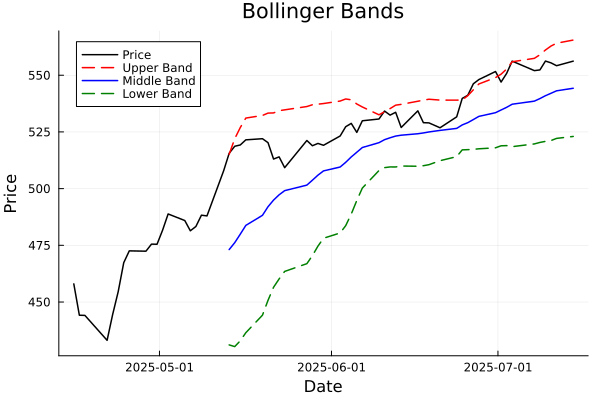 Bollinger Bands
Price
Upper Band
Middle Band
Lower Band
Price
550
525
500
475
450
2025-05-01
2025-06-01
2025-07-01
Date